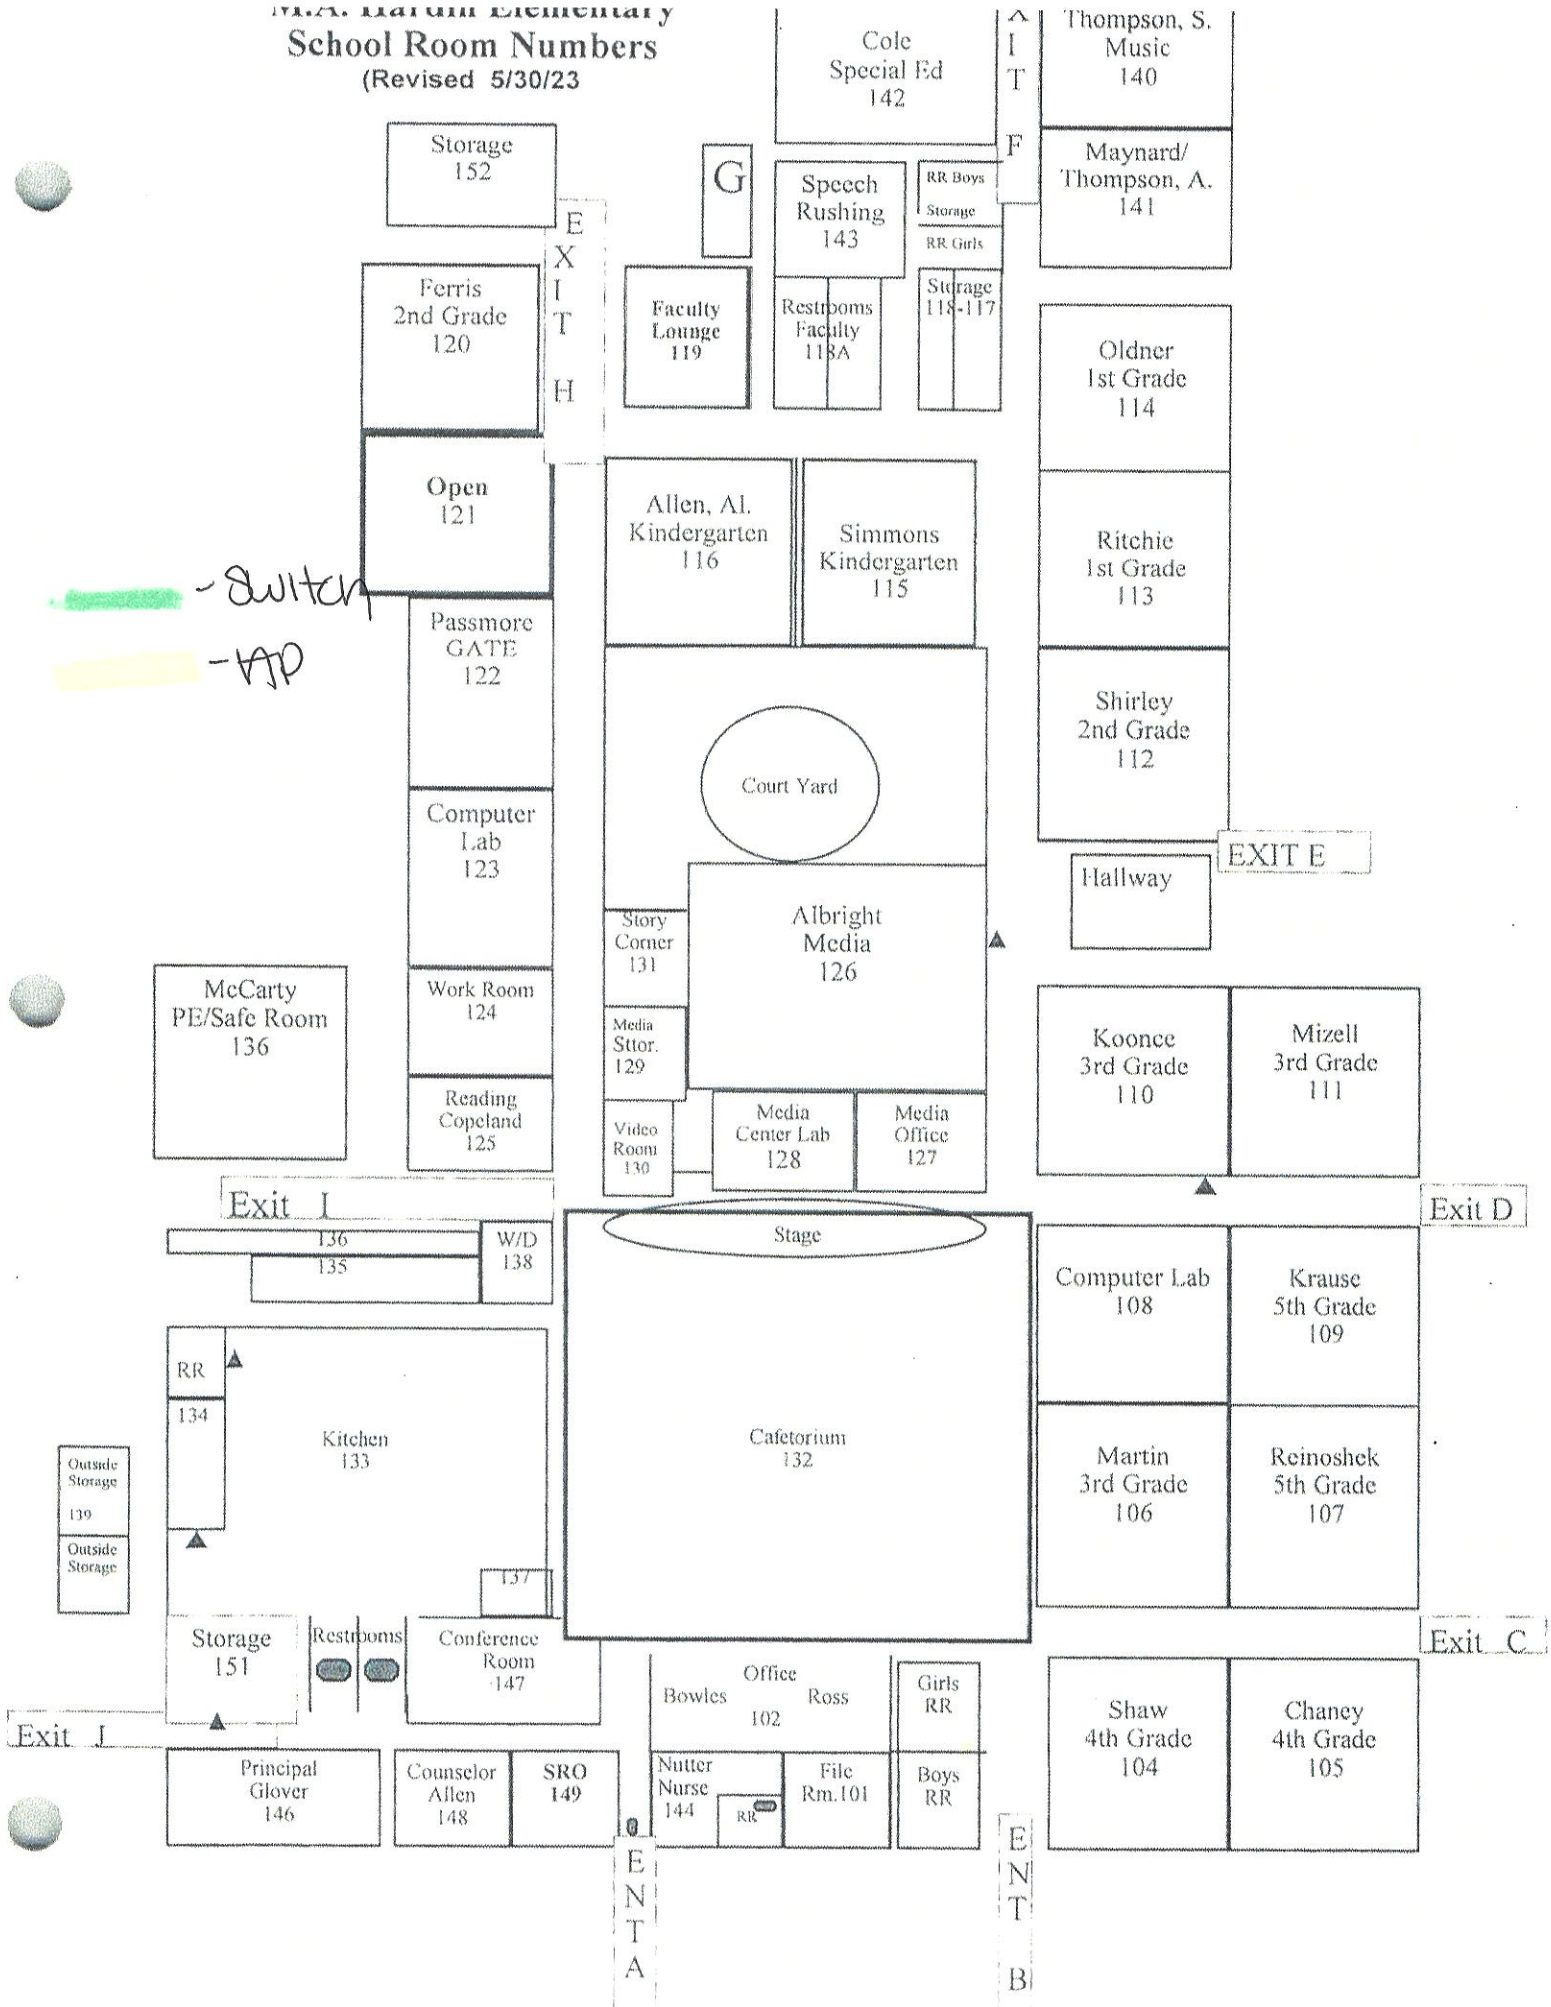 M.A. Hardin Elementary
School Room Numbers
(Revised 5/30/23
Cole
Special Ed
142
XIT F
Thompson, S.
Music
140
Storage
152
G
Speech
Rushing
143
RR Boys
Storage
RR Girls
Maynard/
Thompson, A.
141
EXIT H
Ferris
2nd Grade
120
Faculty
Lounge
119
Restrooms
Faculty
118A
Storage
118-117
Oldner
1st Grade
114
Open
121
Allen, Al.
Kindergarten
116
Simmons
Kindergarten
115
Ritchie
1st Grade
113
- Switch
- AP
Passmore
GATE
122
Shirley
2nd Grade
112
Court Yard
Computer
Lab
123
EXIT E
Hallway
Story
Corner
131
Albright
Media
126
McCarty
PE/Safe Room
136
Work Room
124
Media
Sttor.
129
Koonce
3rd Grade
110
Mizell
3rd Grade
111
Reading
Copeland
125
Video
Room
130
Media
Center Lab
128
Media
Office
127
Exit I
Exit D
136
135
W/D
138
Stage
Computer Lab
108
Krause
5th Grade
109
RR
134
Kitchen
133
Cafetorium
132
Martin
3rd Grade
106
Reinoshek
5th Grade
107
Outside
Storage
139
Outside
Storage
137
Storage
151
Restrooms
Conference
Room
147
Office
Bowles Ross
102
Girls
RR
Exit C
Shaw
4th Grade
104
Chaney
4th Grade
105
Exit J
Principal
Glover
146
Counselor
Allen
148
SRO
149
Nutter
Nurse
144
RR
File
Rm.101
Boys
RR
ENT A
ENT B